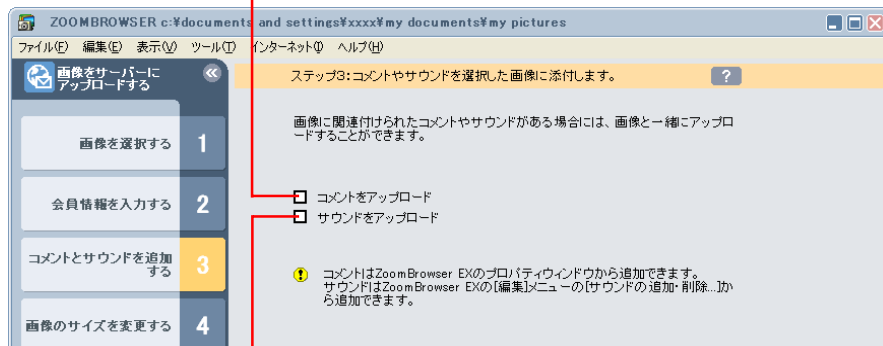 ZOOMBROWSER c:¥documents and settings¥xxxx¥my documents¥my pictures
ファイル(F) 編集(E) 表示(V) ツール(T) インターネット(I) ヘルプ(H)
画像をサーバーに
アップロードする
ステップ3:コメントやサウンドを選択した画像に添付します。
?
画像に関連付けられたコメントやサウンドがある場合には、画像と一緒にアップロ
ードすることができます。
画像を選択する 1
コメントをアップロード
会員情報を入力する 2
サウンドをアップロード
コメントとサウンドを追加
する
3
コメントはZoomBrowser EXのプロパティウィンドウから追加できます。
サウンドはZoomBrowser EXの[編集]メニューの[サウンドの追加・削除...]か
ら追加できます。
画像のサイズを変更する 4